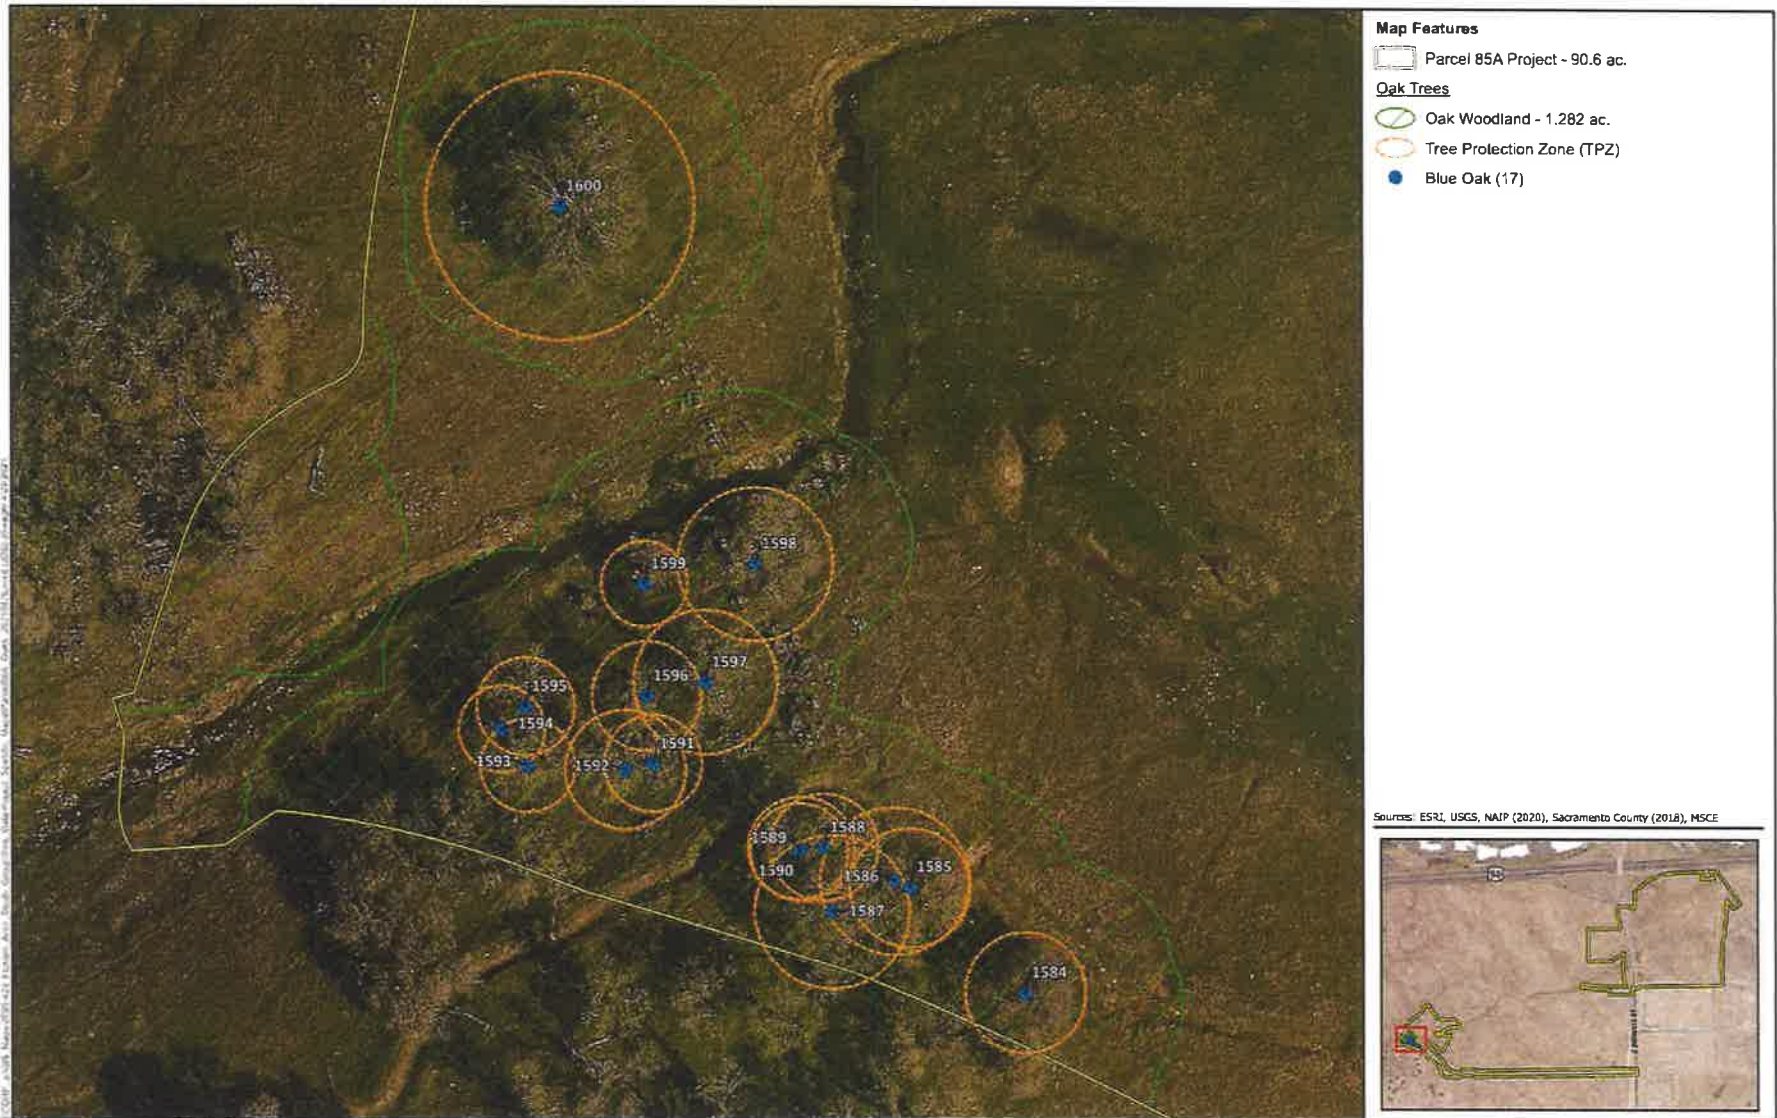 Map Features
Parcel 85A Project - 90.6 ac.
Oak Trees
Oak Woodland - 1.282 ac.
Tree Protection Zone (TPZ)
Blue Oak (17)
1600
1598
1599
1597
1596
1595
1594
1593
1592
1591
1589
1588
1590
1586
1585
1587
1584
Sources: ESRI, USGS, NAIP (2020), Sacramento County (2018), MSCE